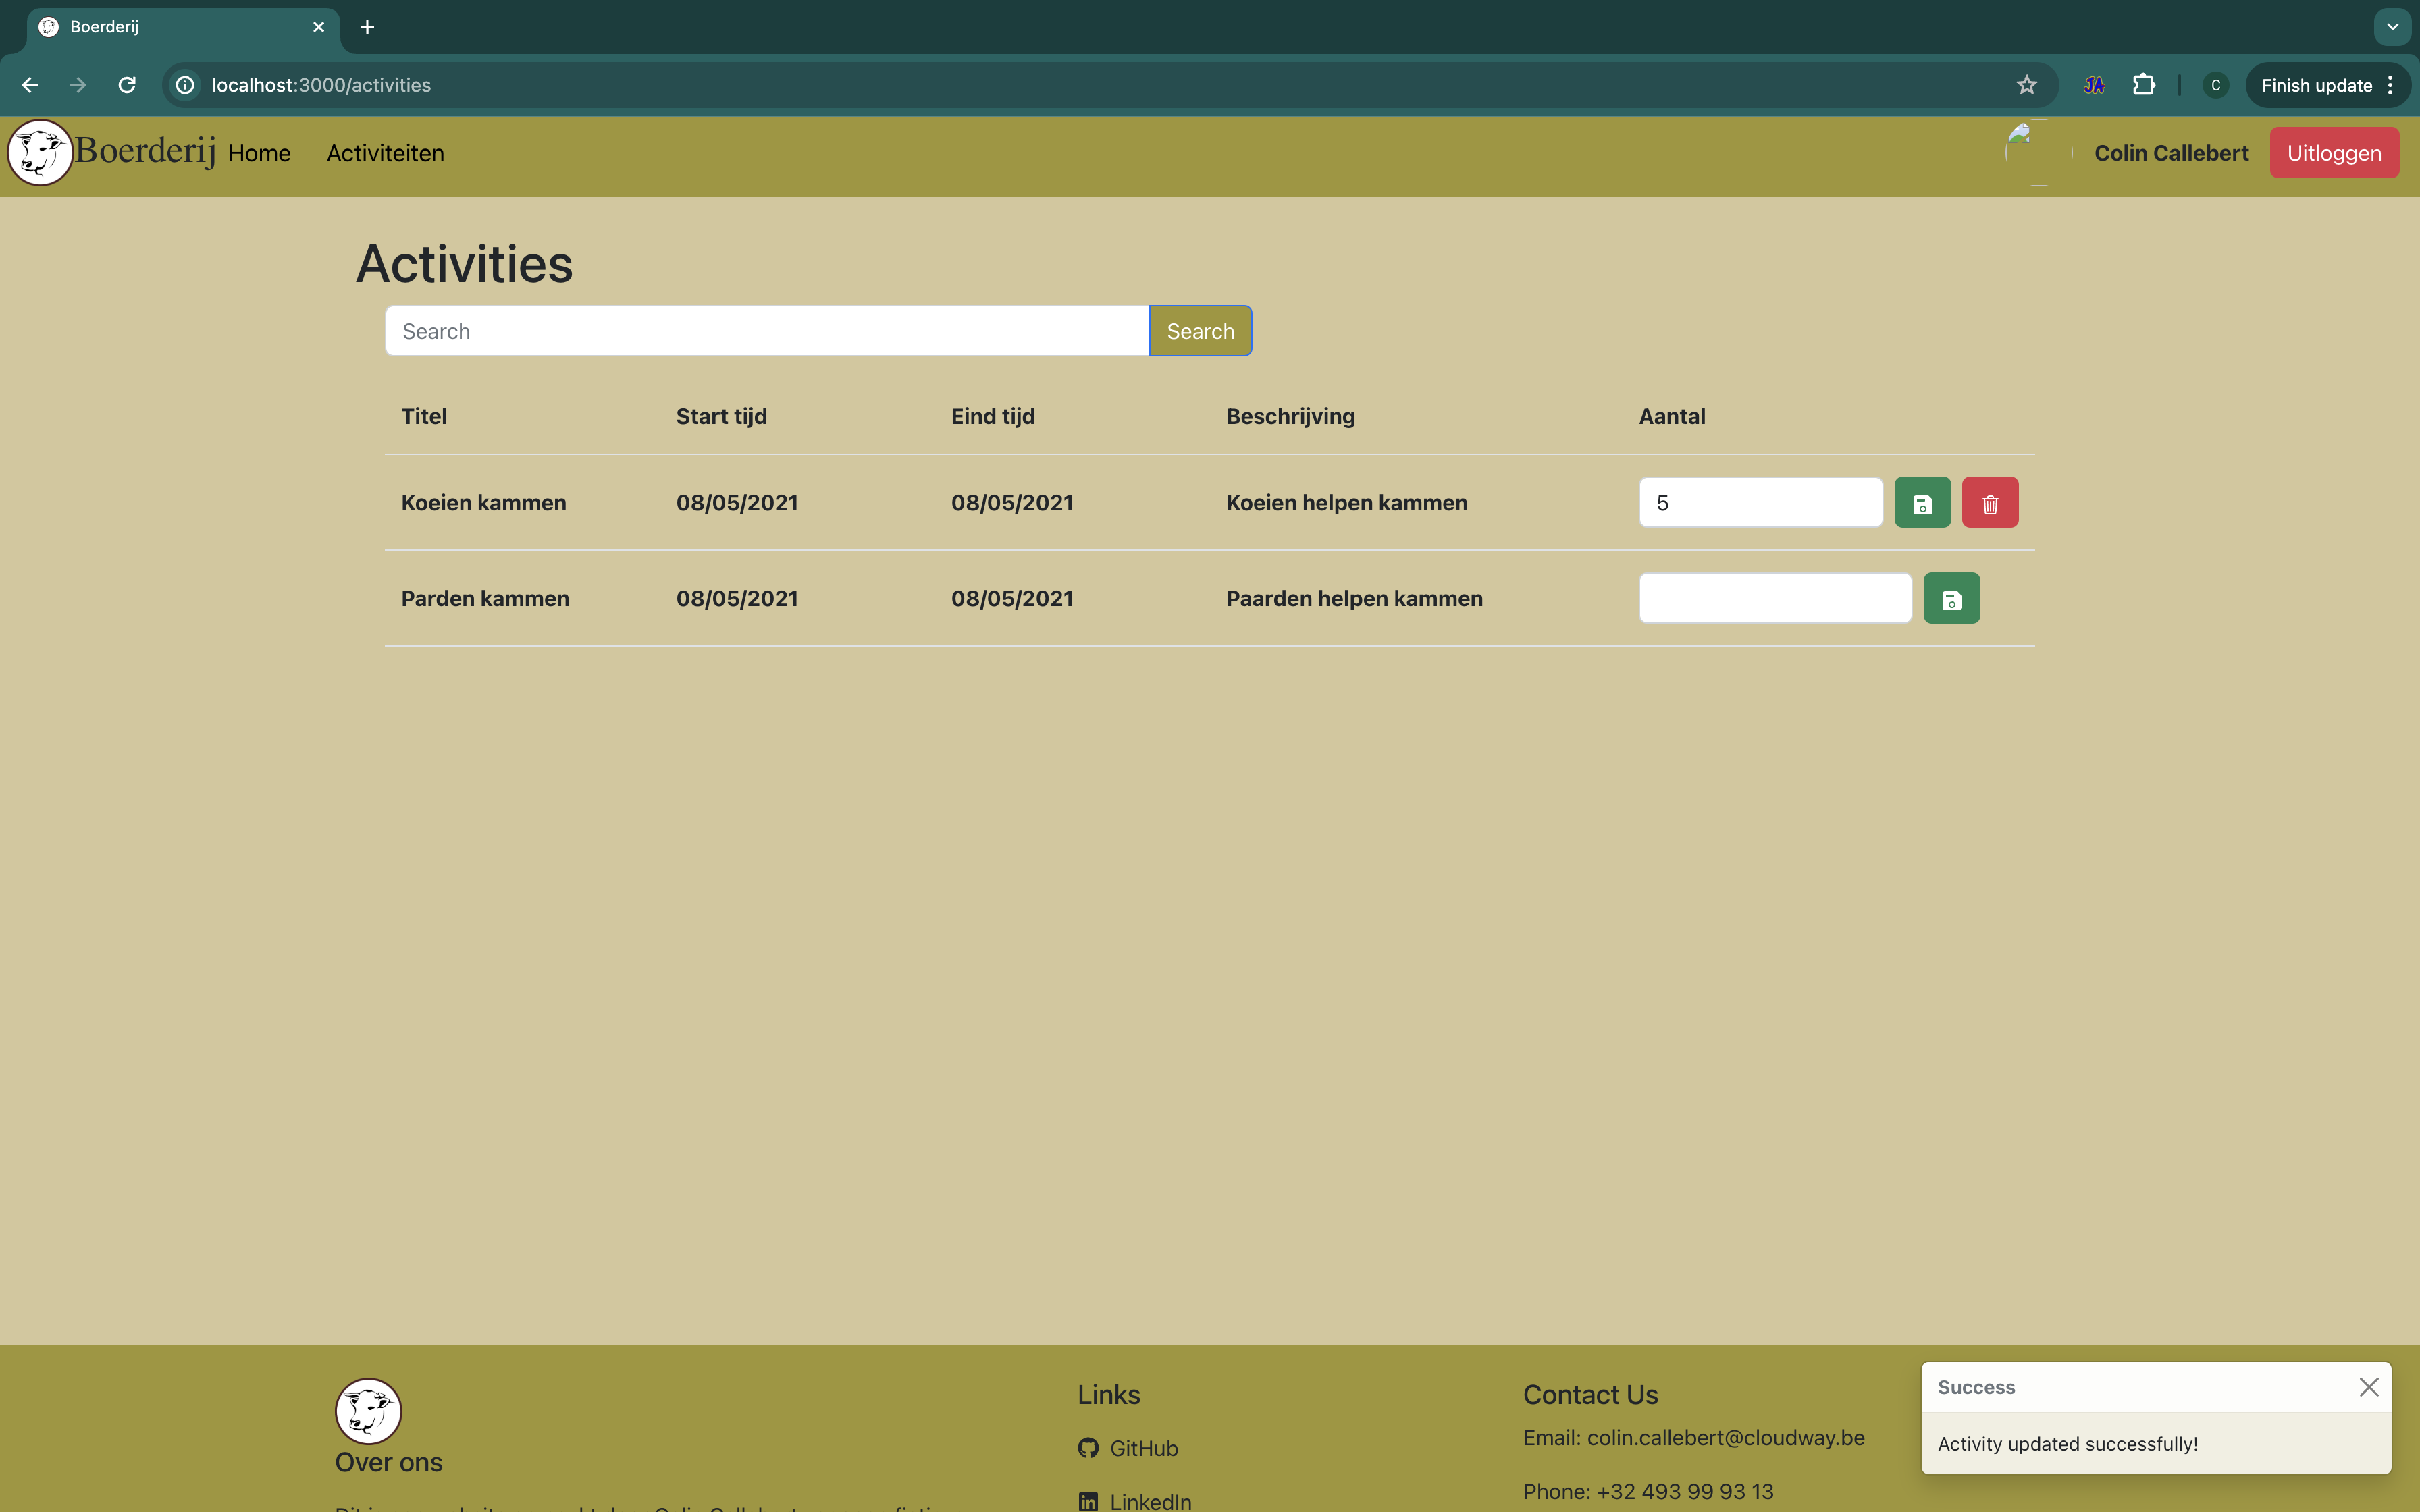 Boerderij
localhost:3000/activities
JA
C
Finish update
Boerderij Home Activiteiten
Colin Callebert
Uitloggen
Activities
Search Search
Titel Start tijd Eind tijd Beschrijving Aantal
Koeien kammen 08/05/2021 08/05/2021 Koeien helpen kammen 5
Parden kammen 08/05/2021 08/05/2021 Paarden helpen kammen
Over ons
Links
GitHub
LinkedIn
Contact Us
Email: colin.callebert@cloudway.be
Phone: +32 493 99 93 13
Success
Activity updated successfully!